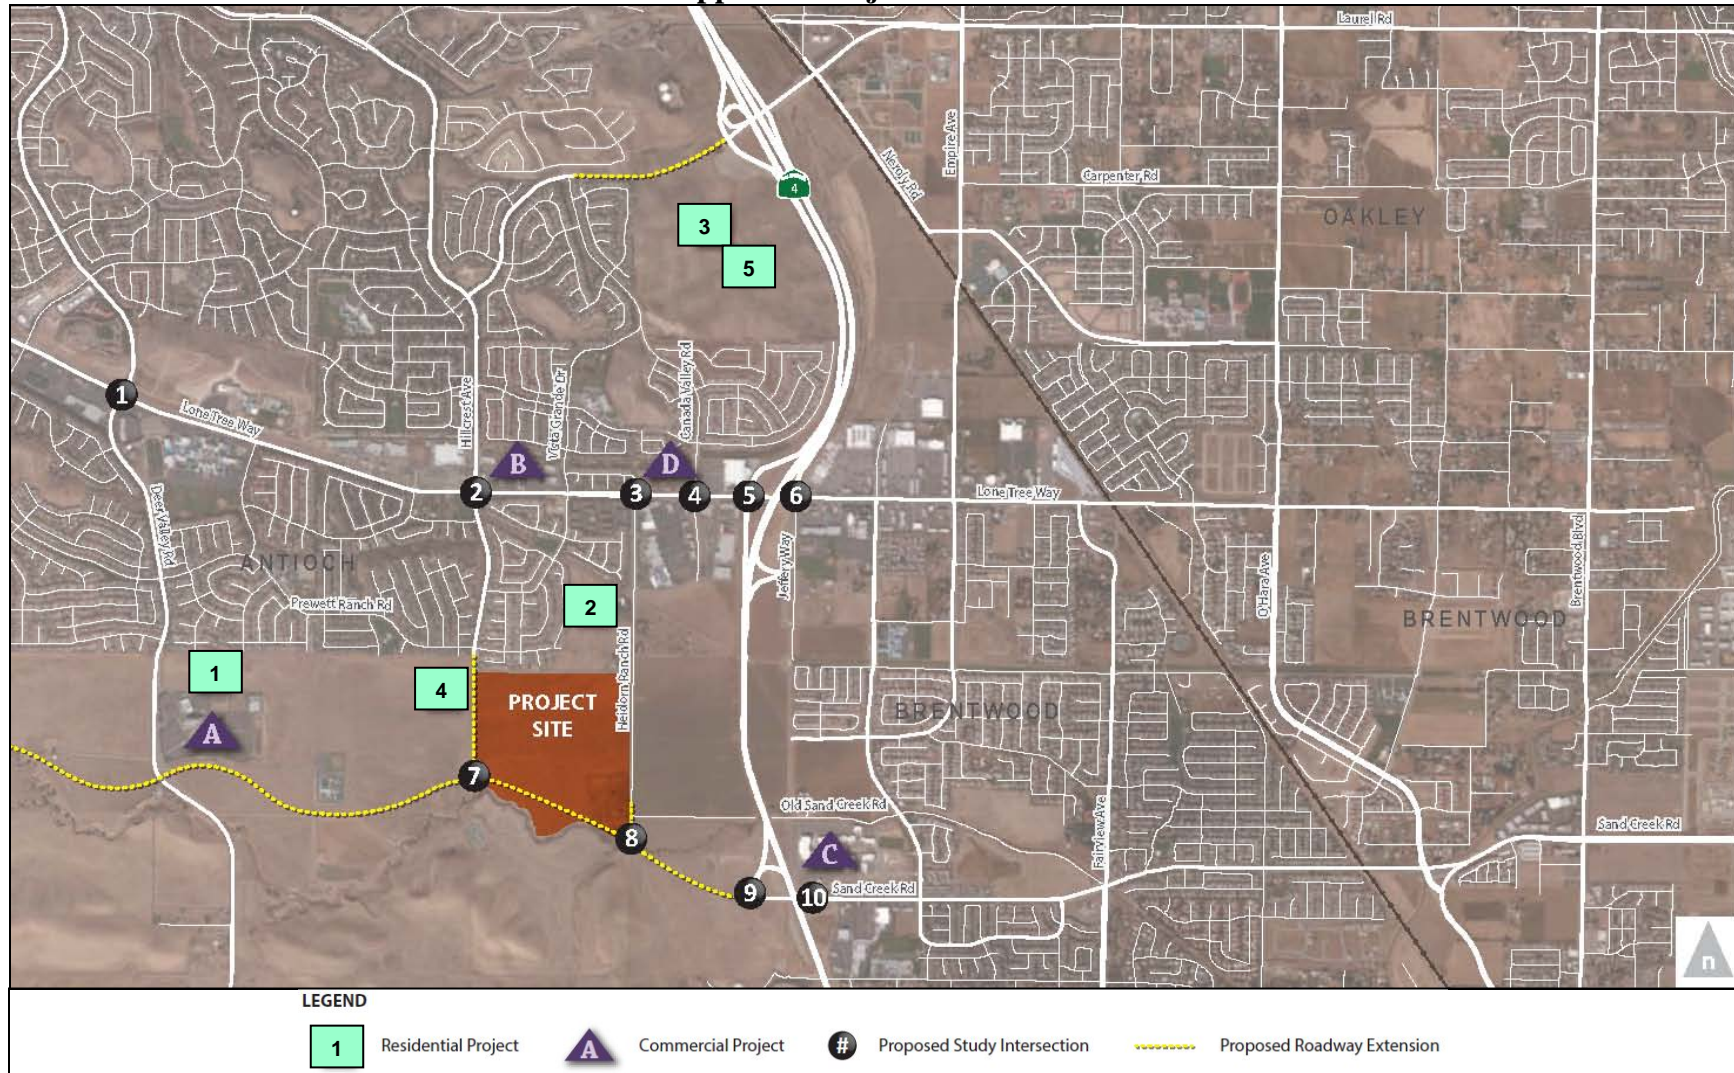 Laurel Rd
Empire Ave
Neroly Rd
Carpenter Rd
4
OAKLEY
3
5
1
Lone Tree Way
Hillcrest Ave
Vista Grande Dr
Canada Valley Rd
B
D
2
3
4
5
6
Lone Tree Way
Deer Valley Rd
ANTIOCH
Prewett Ranch Rd
Jeffery Way
O'Hara Ave
Brentwood Blvd
BRENTWOOD
2
1
4
PROJECT
SITE
Heidorn Ranch Rd
BRENTWOOD
A
7
8
Old Sand Creek Rd
Fairview Ave
Sand Creek Rd
C
9
10
Sand Creek Rd
n
LEGEND
1 Residential Project
A Commercial Project
# Proposed Study Intersection
Proposed Roadway Extension